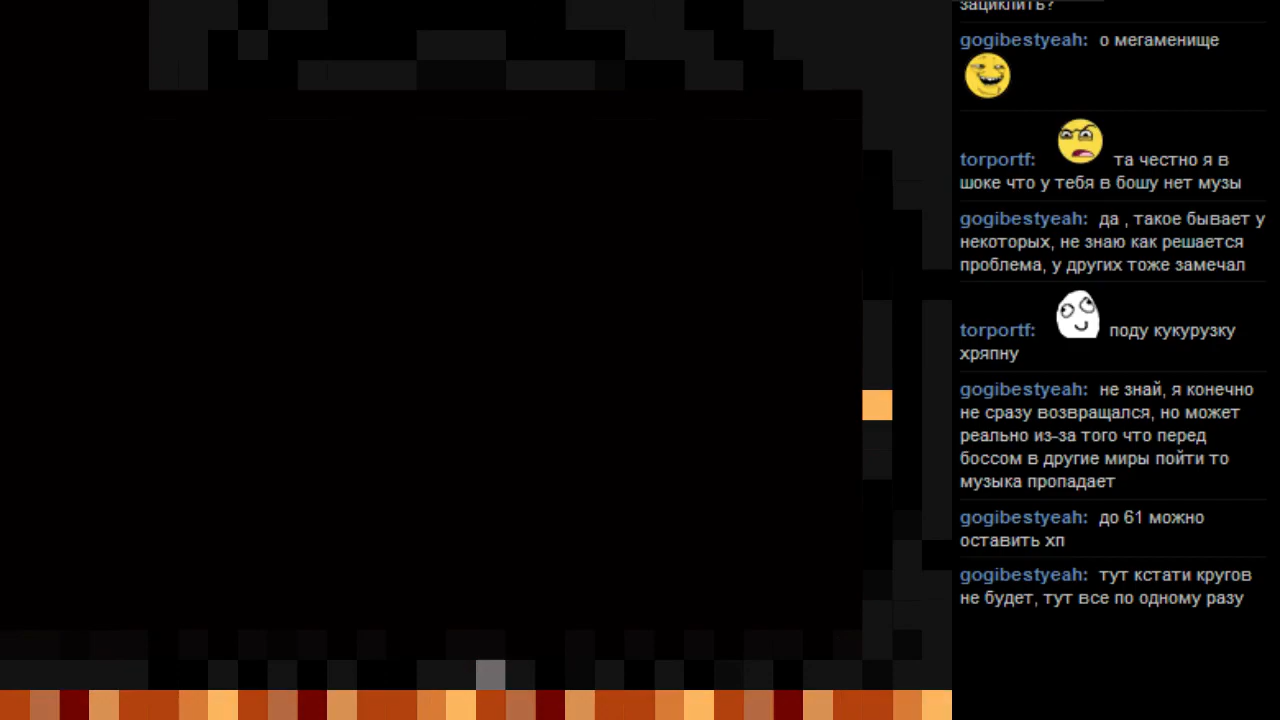 зациклить?
gogibestyeah: о мегаменище
torportf: та честно я в
шоке что у тебя в бошу нет музы
gogibestyeah: да , такое бывает у
некоторых, не знаю как решается
проблема, у других тоже замечал
torportf: поду кукурузку
хряпну
gogibestyeah: не знай, я конечно
не сразу возвращался, но может
реально из-за того что перед
боссом в другие миры пойти то
музыка пропадает
gogibestyeah: до 61 можно
оставить хп
gogibestyeah: тут кстати кругов
не будет, тут все по одному разу